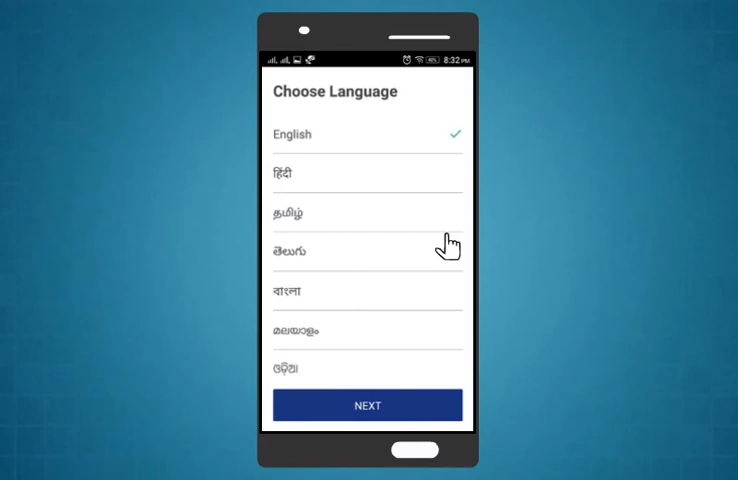 8:32 PM
Choose Language
English
हिंदी
தமிழ்
తెలుగు
বাংলা
മലയാളം
ଓଡ଼ିଆ
NEXT